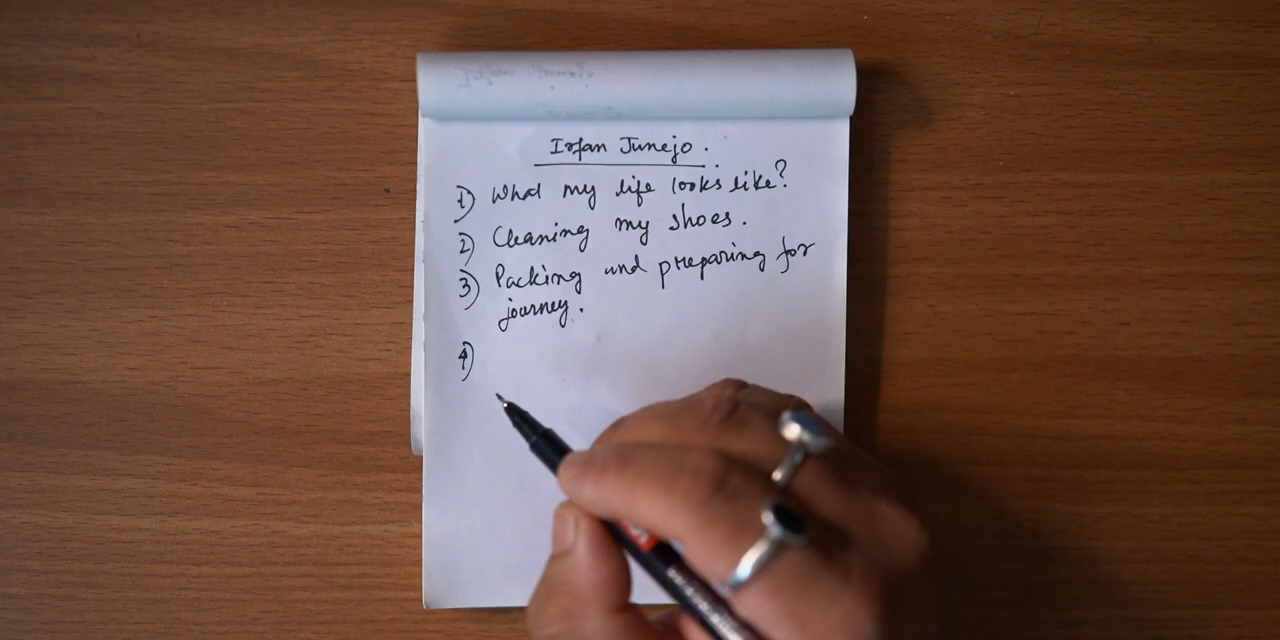 Irfan Junejo.
1) What my life looks like?
2) Cleaning my shoes.
3) Packing and preparing for
journey.
4)